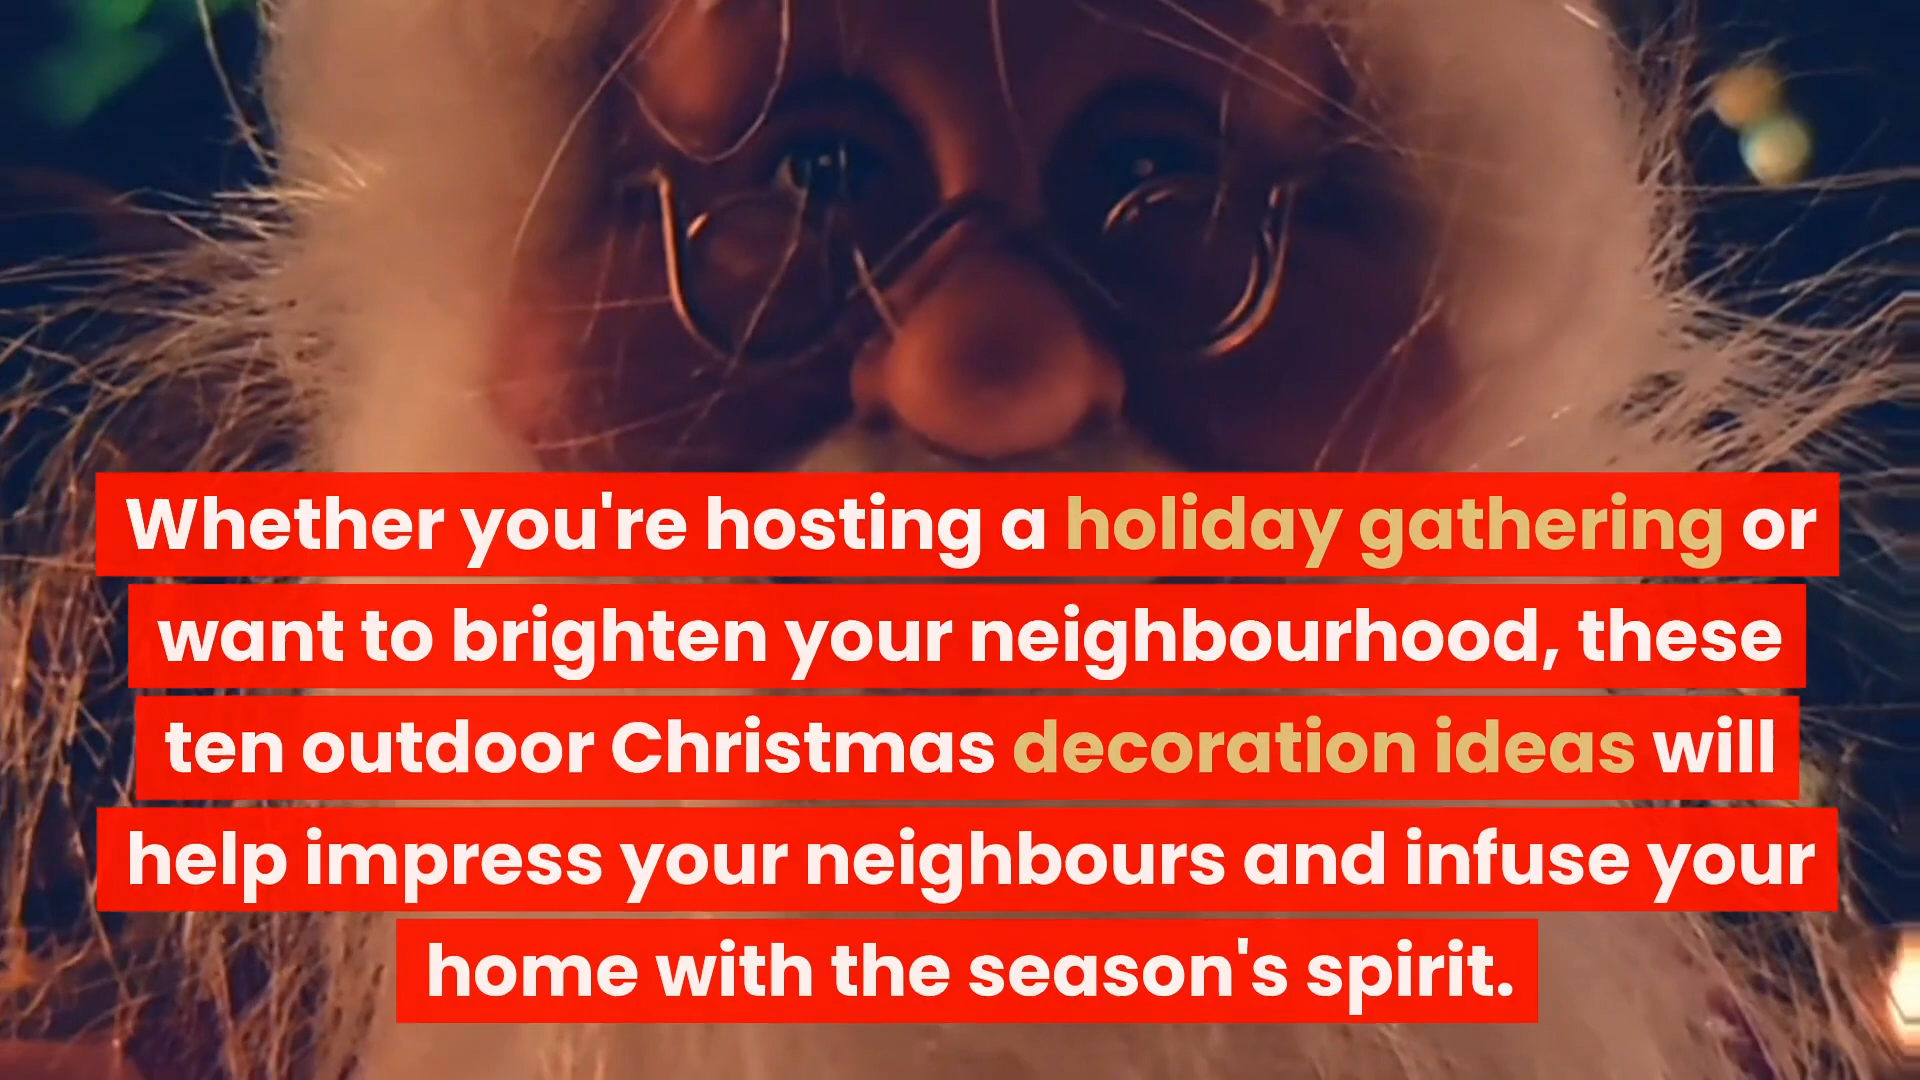 Whether you're hosting a holiday gathering or
want to brighten your neighbourhood, these
ten outdoor Christmas decoration ideas will
help impress your neighbours and infuse your
home with the season's spirit.